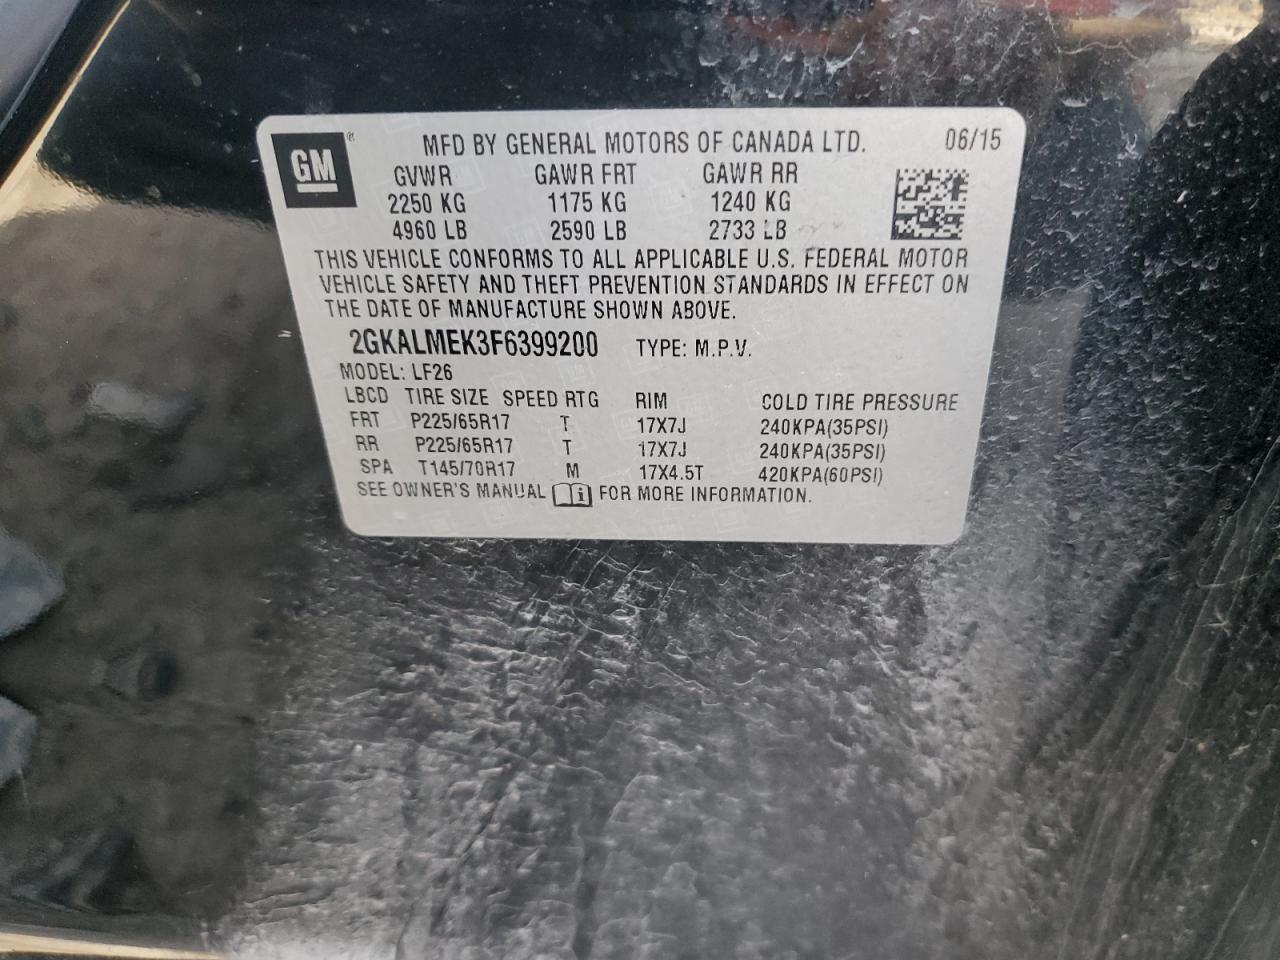 GM®
MFD BY GENERAL MOTORS OF CANADA LTD. 06/15
GVWR GAWR FRT GAWR RR
2250 KG 1175 KG 1240 KG
4960 LB 2590 LB 2733 LB
THIS VEHICLE CONFORMS TO ALL APPLICABLE U.S. FEDERAL MOTOR
VEHICLE SAFETY AND THEFT PREVENTION STANDARDS IN EFFECT ON
THE DATE OF MANUFACTURE SHOWN ABOVE.
2GKALMEK3F6399200 TYPE: M.P.V.
MODEL: LF26
LBCD TIRE SIZE SPEED RTG RIM COLD TIRE PRESSURE
FRT P225/65R17 T 17X7J 240KPA(35PSI)
RR P225/65R17 T 17X7J 240KPA(35PSI)
SPA T145/70R17 M 17X4.5T 420KPA(60PSI)
SEE OWNER'S MANUAL i FOR MORE INFORMATION.